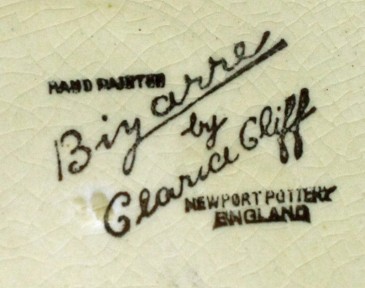 HAND PAINTED
Bizarre
by
Clarice Cliff
NEWPORT POTTERY
ENGLAND